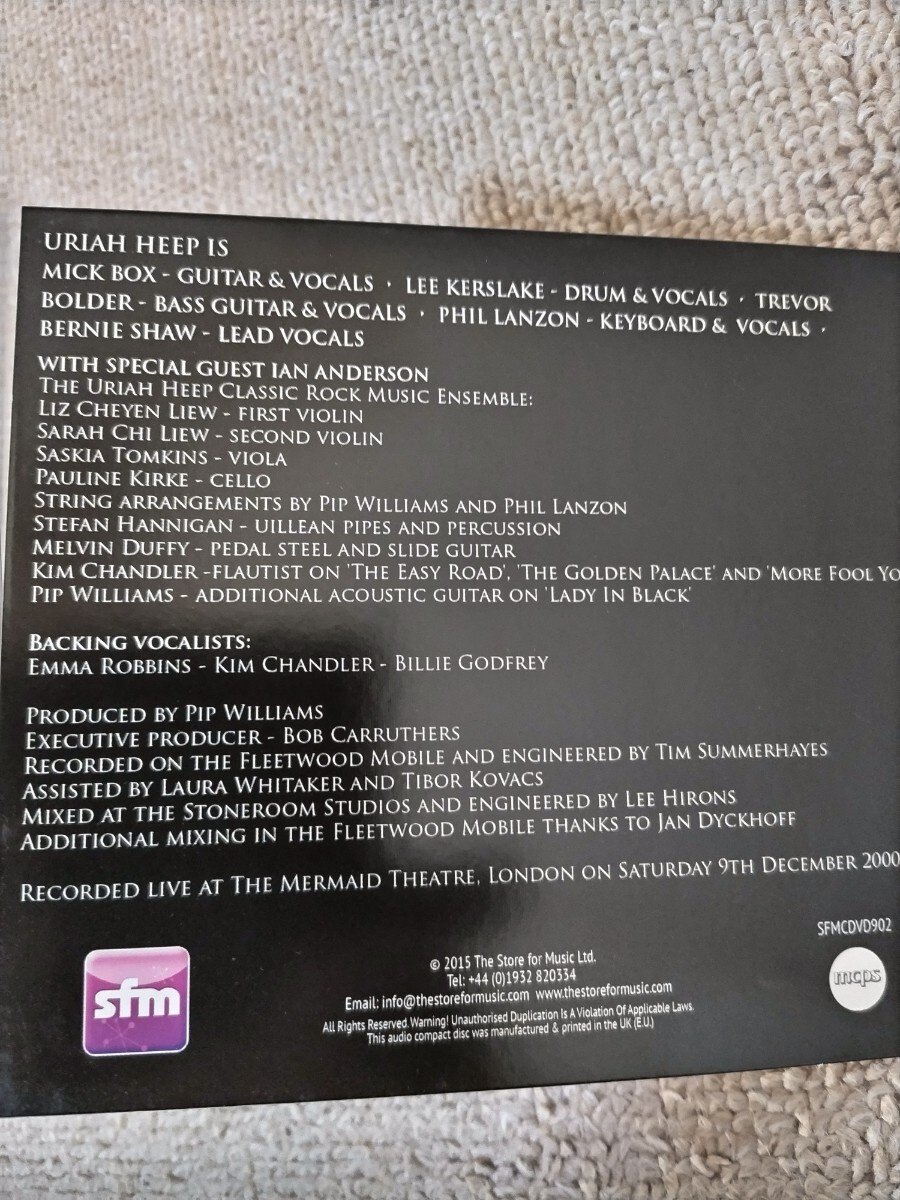 URIAH HEEP IS
MICK BOX - GUITAR & VOCALS · LEE KERSLAKE - DRUM & VOCALS · TREVOR
BOLDER - BASS GUITAR & VOCALS · PHIL LANZON - KEYBOARD & VOCALS ·
BERNIE SHAW - LEAD VOCALS
WITH SPECIAL GUEST IAN ANDERSON
THE URIAH HEEP CLASSIC ROCK MUSIC ENSEMBLE:
LIZ CHEYEN LIEW - FIRST VIOLIN
SARAH CHI LIEW - SECOND VIOLIN
SASKIA TOMKINS - VIOLA
PAULINE KIRKE - CELLO
STRING ARRANGEMENTS BY PIP WILLIAMS AND PHIL LANZON
STEFAN HANNIGAN - UILLEAN PIPES AND PERCUSSION
MELVIN DUFFY - PEDAL STEEL AND SLIDE GUITAR
KIM CHANDLER -FLAUTIST ON 'THE EASY ROAD', 'THE GOLDEN PALACE' AND 'MORE FOOL YO
PIP WILLIAMS - ADDITIONAL ACOUSTIC GUITAR ON 'LADY IN BLACK'
BACKING VOCALISTS:
EMMA ROBBINS - KIM CHANDLER - BILLIE GODFREY
PRODUCED BY PIP WILLIAMS
EXECUTIVE PRODUCER - BOB CARRUTHERS
RECORDED ON THE FLEETWOOD MOBILE AND ENGINEERED BY TIM SUMMERHAYES
ASSISTED BY LAURA WHITAKER AND TIBOR KOVACS
MIXED AT THE STONEROOM STUDIOS AND ENGINEERED BY LEE HIRONS
ADDITIONAL MIXING IN THE FLEETWOOD MOBILE THANKS TO JAN DYCKHOFF
RECORDED LIVE AT THE MERMAID THEATRE, LONDON ON SATURDAY 9TH DECEMBER 2000
SFMCDVD902
sfm
© 2015 The Store for Music Ltd.
Tel: +44 (0)1932 820334
Email: info@thestoreformusic.com www.thestoreformusic.com
All Rights Reserved. Warning! Unauthorised Duplication Is A Violation Of Applicable Laws.
This audio compact disc was manufactured & printed in the UK (E.U.)
mcps